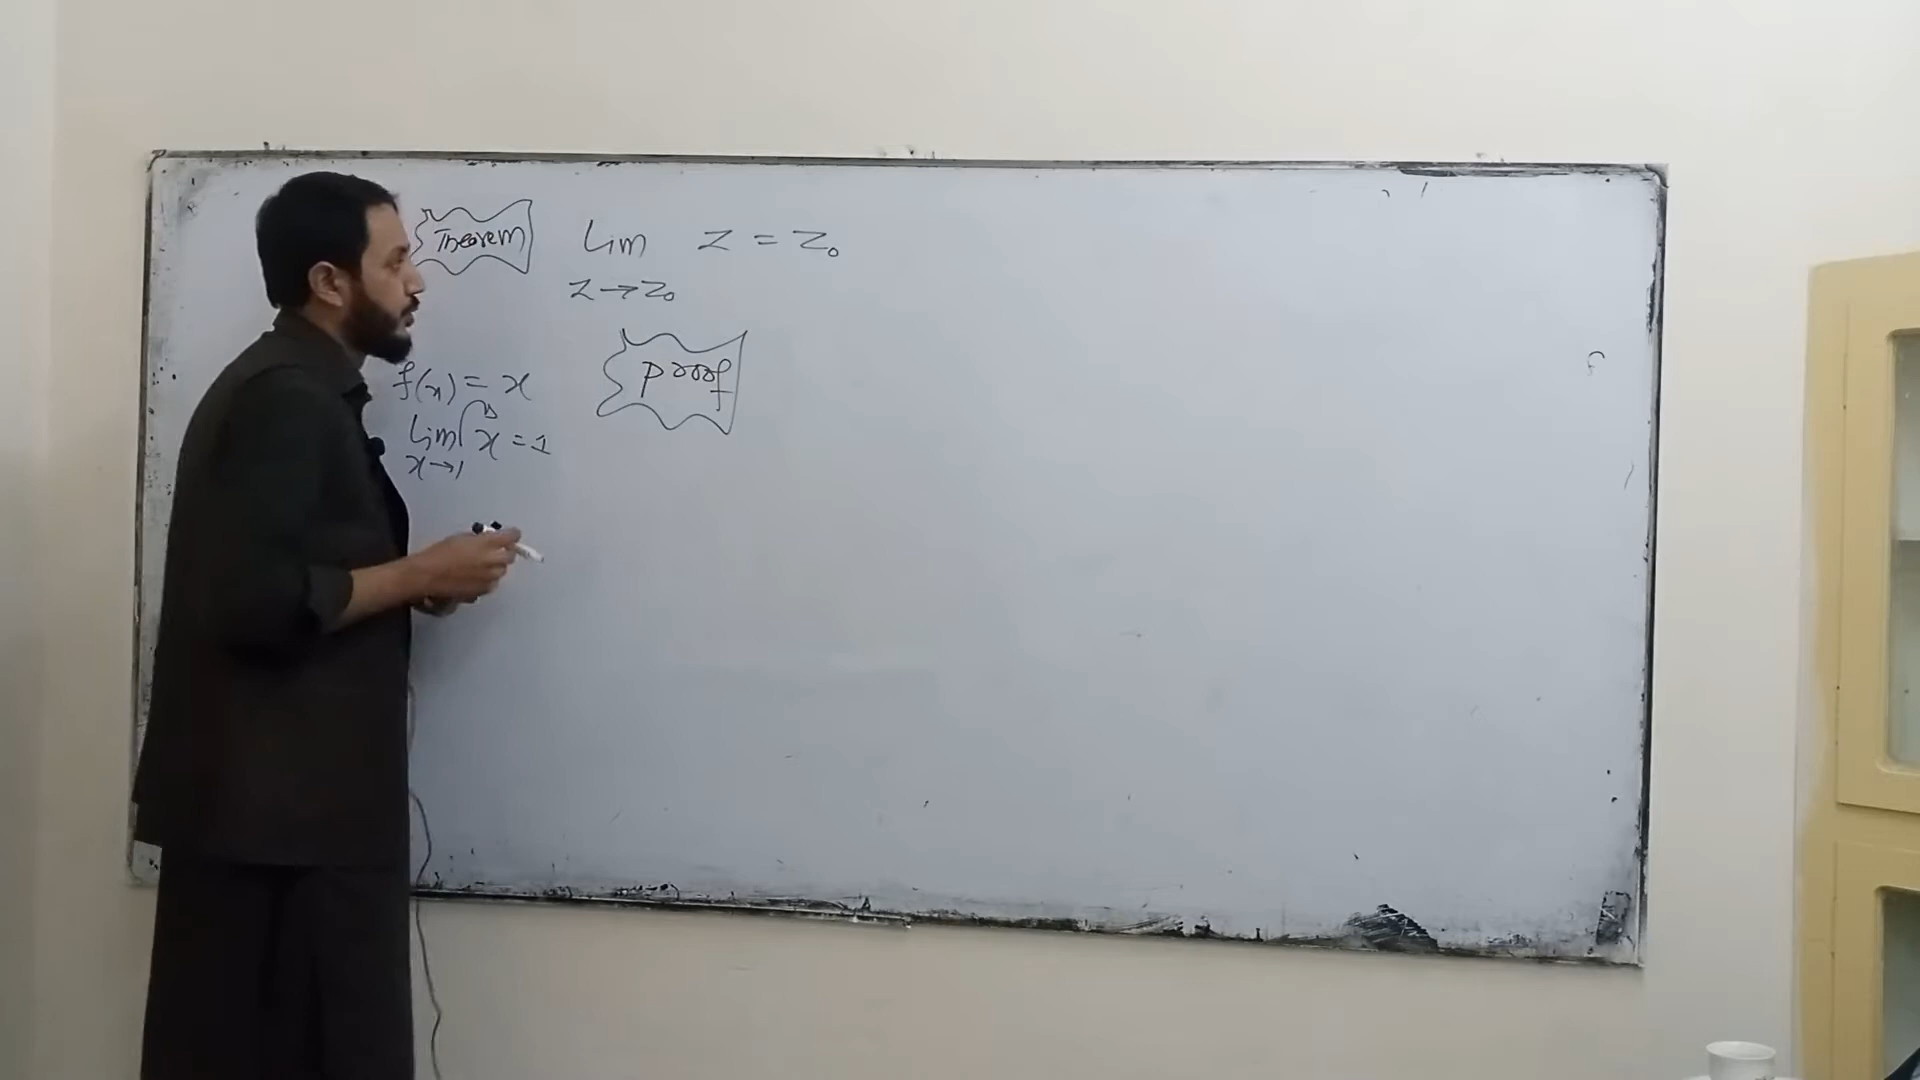 Theorem Lim z = z₀
z → z₀
Proof
f(x) = x
Lim x = 1
x → 1